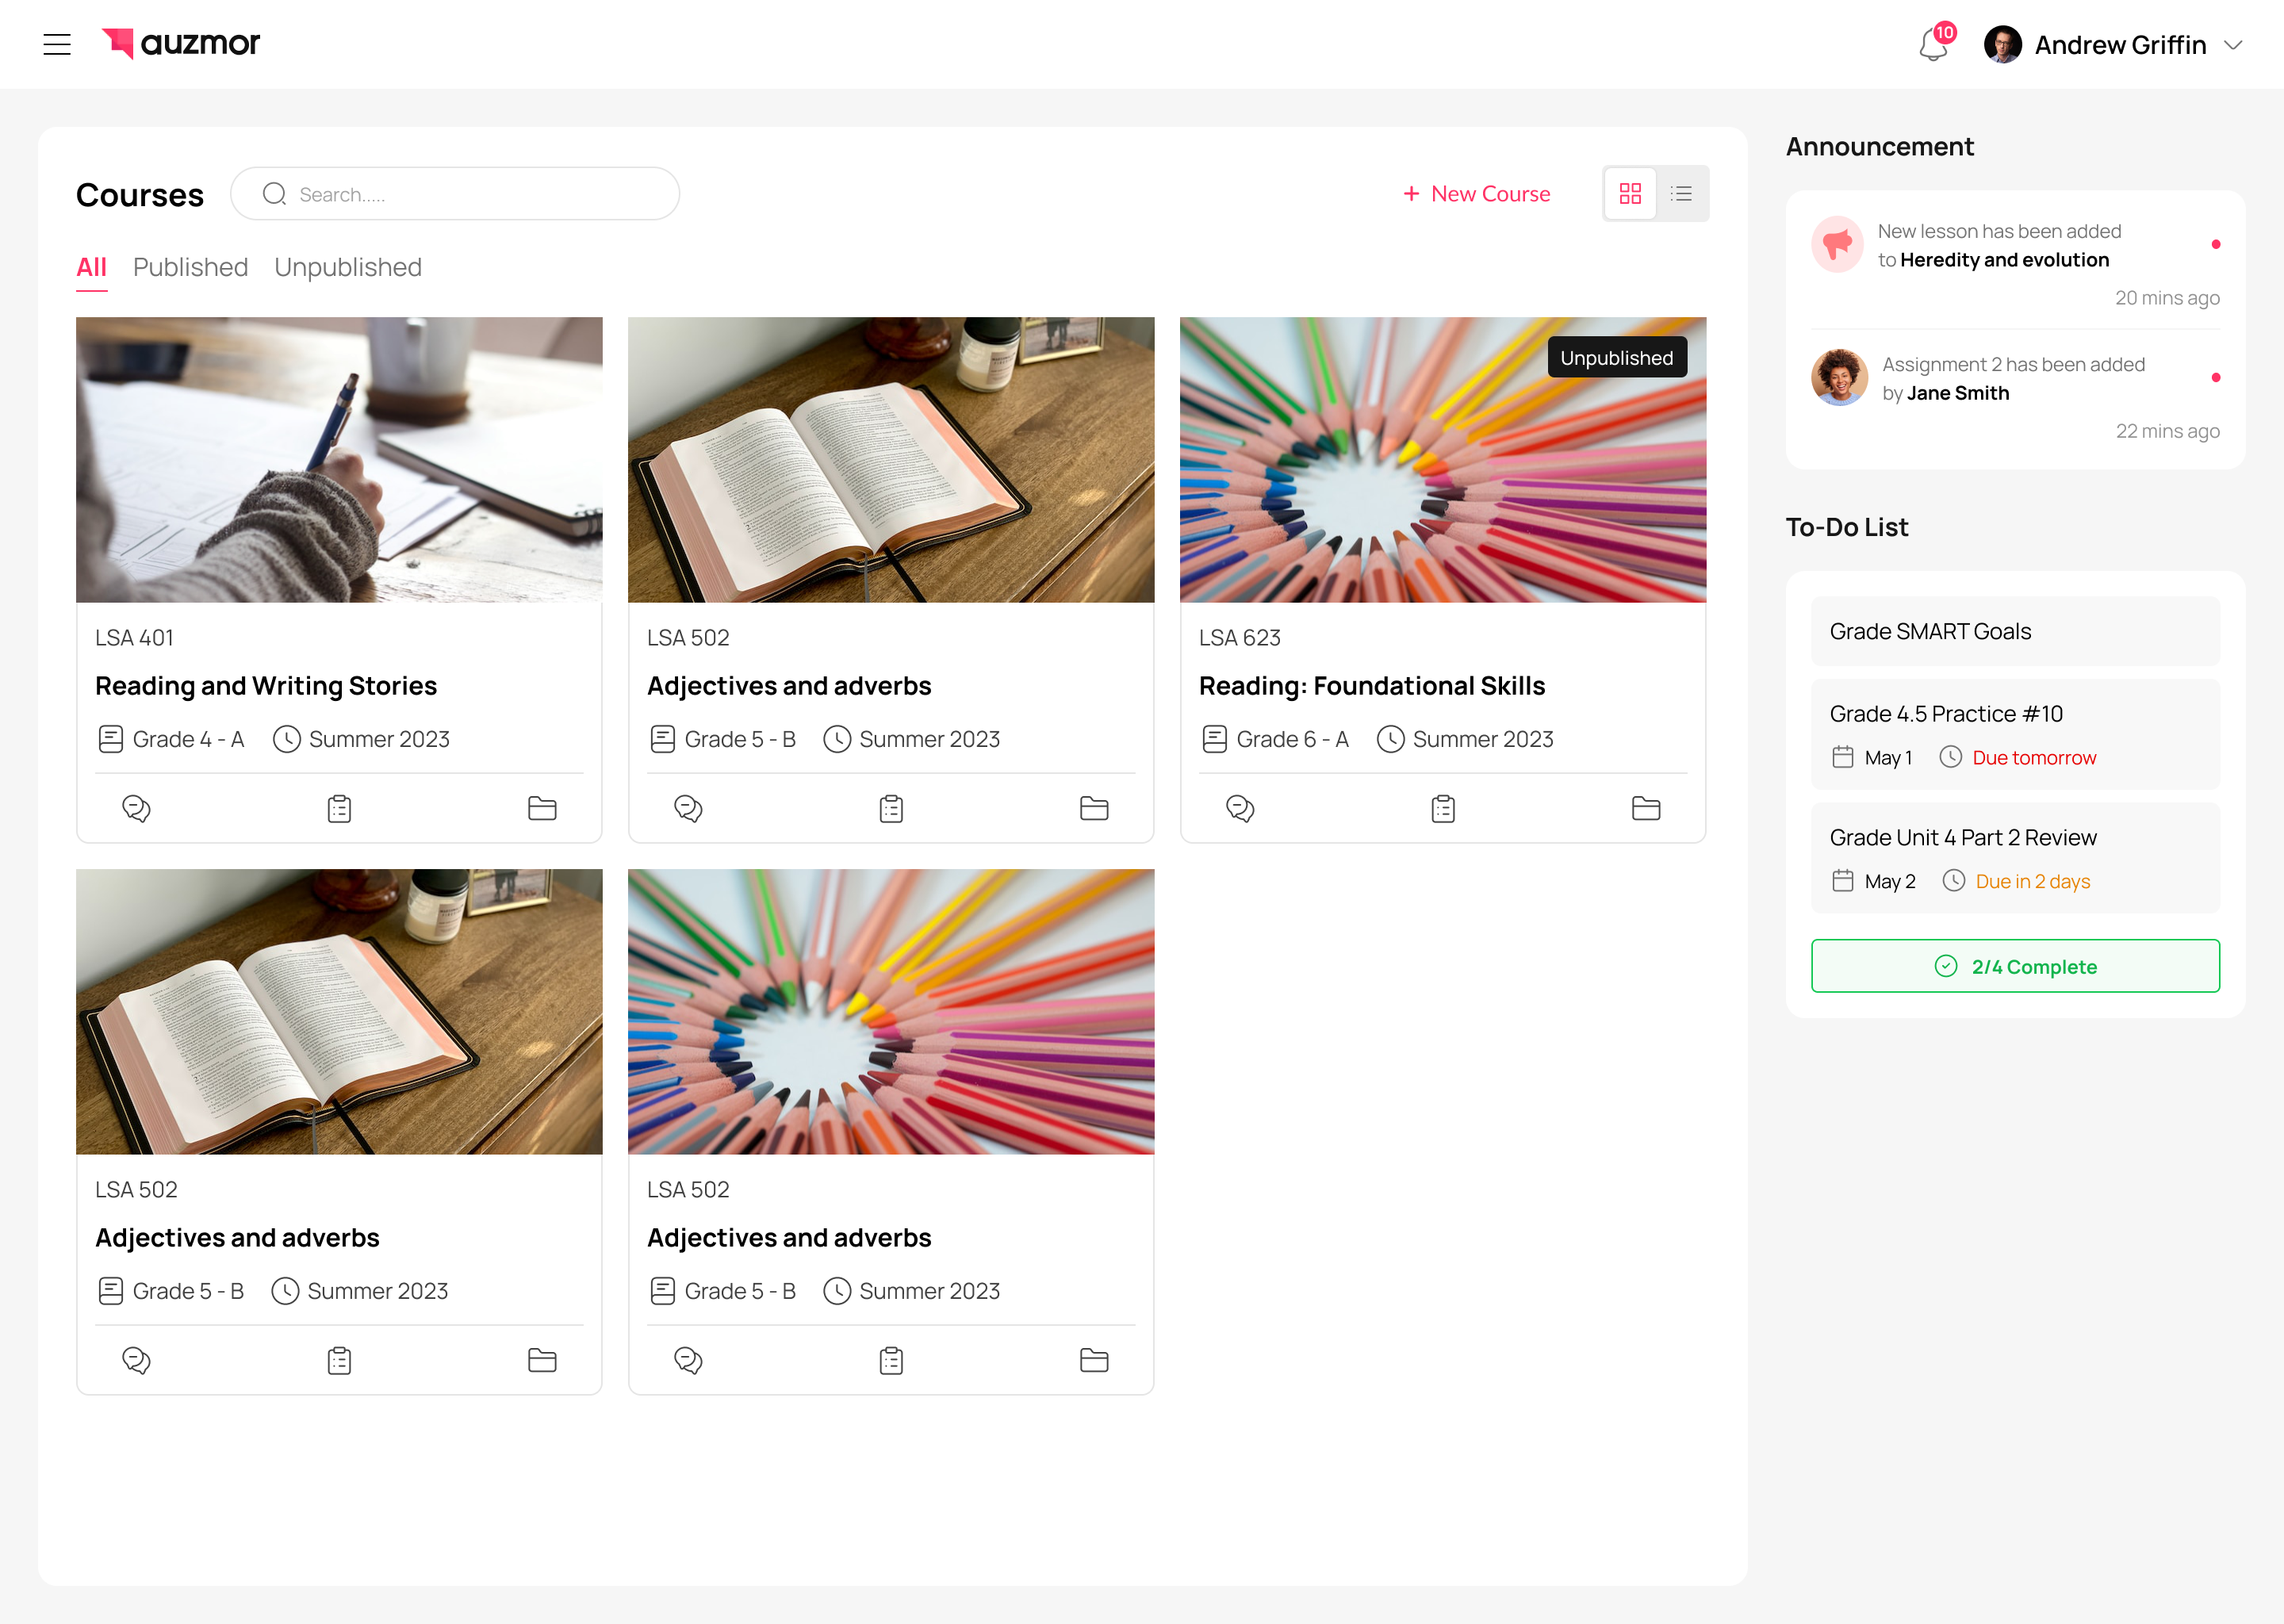 auzmor
10
Andrew Griffin
Courses
Search.....
+ New Course
All
Published
Unpublished
Unpublished
LSA 401
Reading and Writing Stories
Grade 4 - A
Summer 2023
LSA 502
Adjectives and adverbs
Grade 5 - B
Summer 2023
LSA 623
Reading: Foundational Skills
Grade 6 - A
Summer 2023
LSA 502
Adjectives and adverbs
Grade 5 - B
Summer 2023
LSA 502
Adjectives and adverbs
Grade 5 - B
Summer 2023
Announcement
New lesson has been added
to Heredity and evolution
20 mins ago
Assignment 2 has been added
by Jane Smith
22 mins ago
To-Do List
Grade SMART Goals
Grade 4.5 Practice #10
May 1
Due tomorrow
Grade Unit 4 Part 2 Review
May 2
Due in 2 days
2/4 Complete